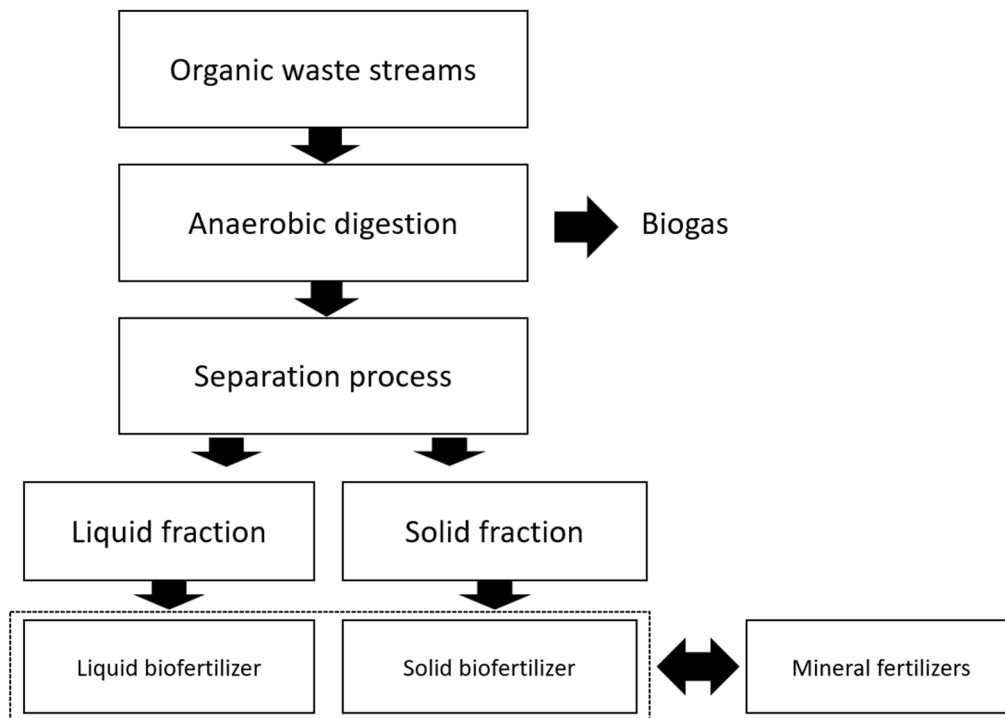 Organic waste streams
Anaerobic digestion
Biogas
Separation process
Liquid fraction
Solid fraction
Liquid biofertilizer
Solid biofertilizer
Mineral fertilizers